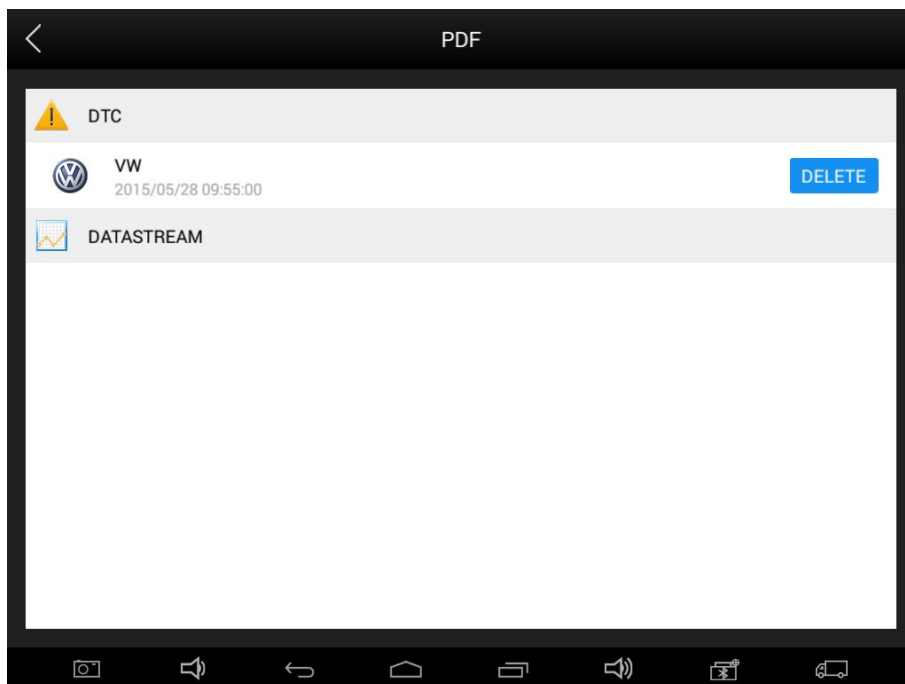 PDF
DTC
VW
2015/05/28 09:55:00
DELETE
DATASTREAM